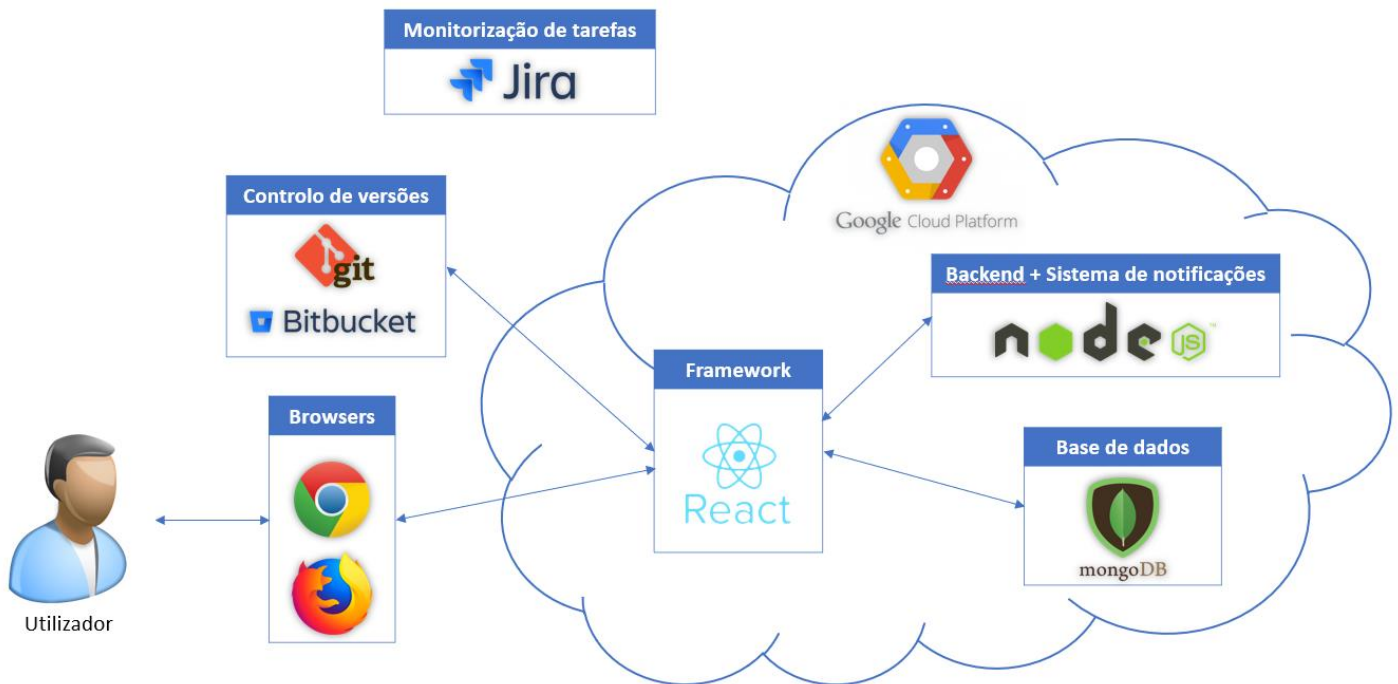 Monitorização de tarefas
Jira
Google Cloud Platform
Controlo de versões
git
Bitbucket
Backend + Sistema de notificações
node
JS
™
Framework
React
Browsers
Base de dados
mongoDB
Utilizador